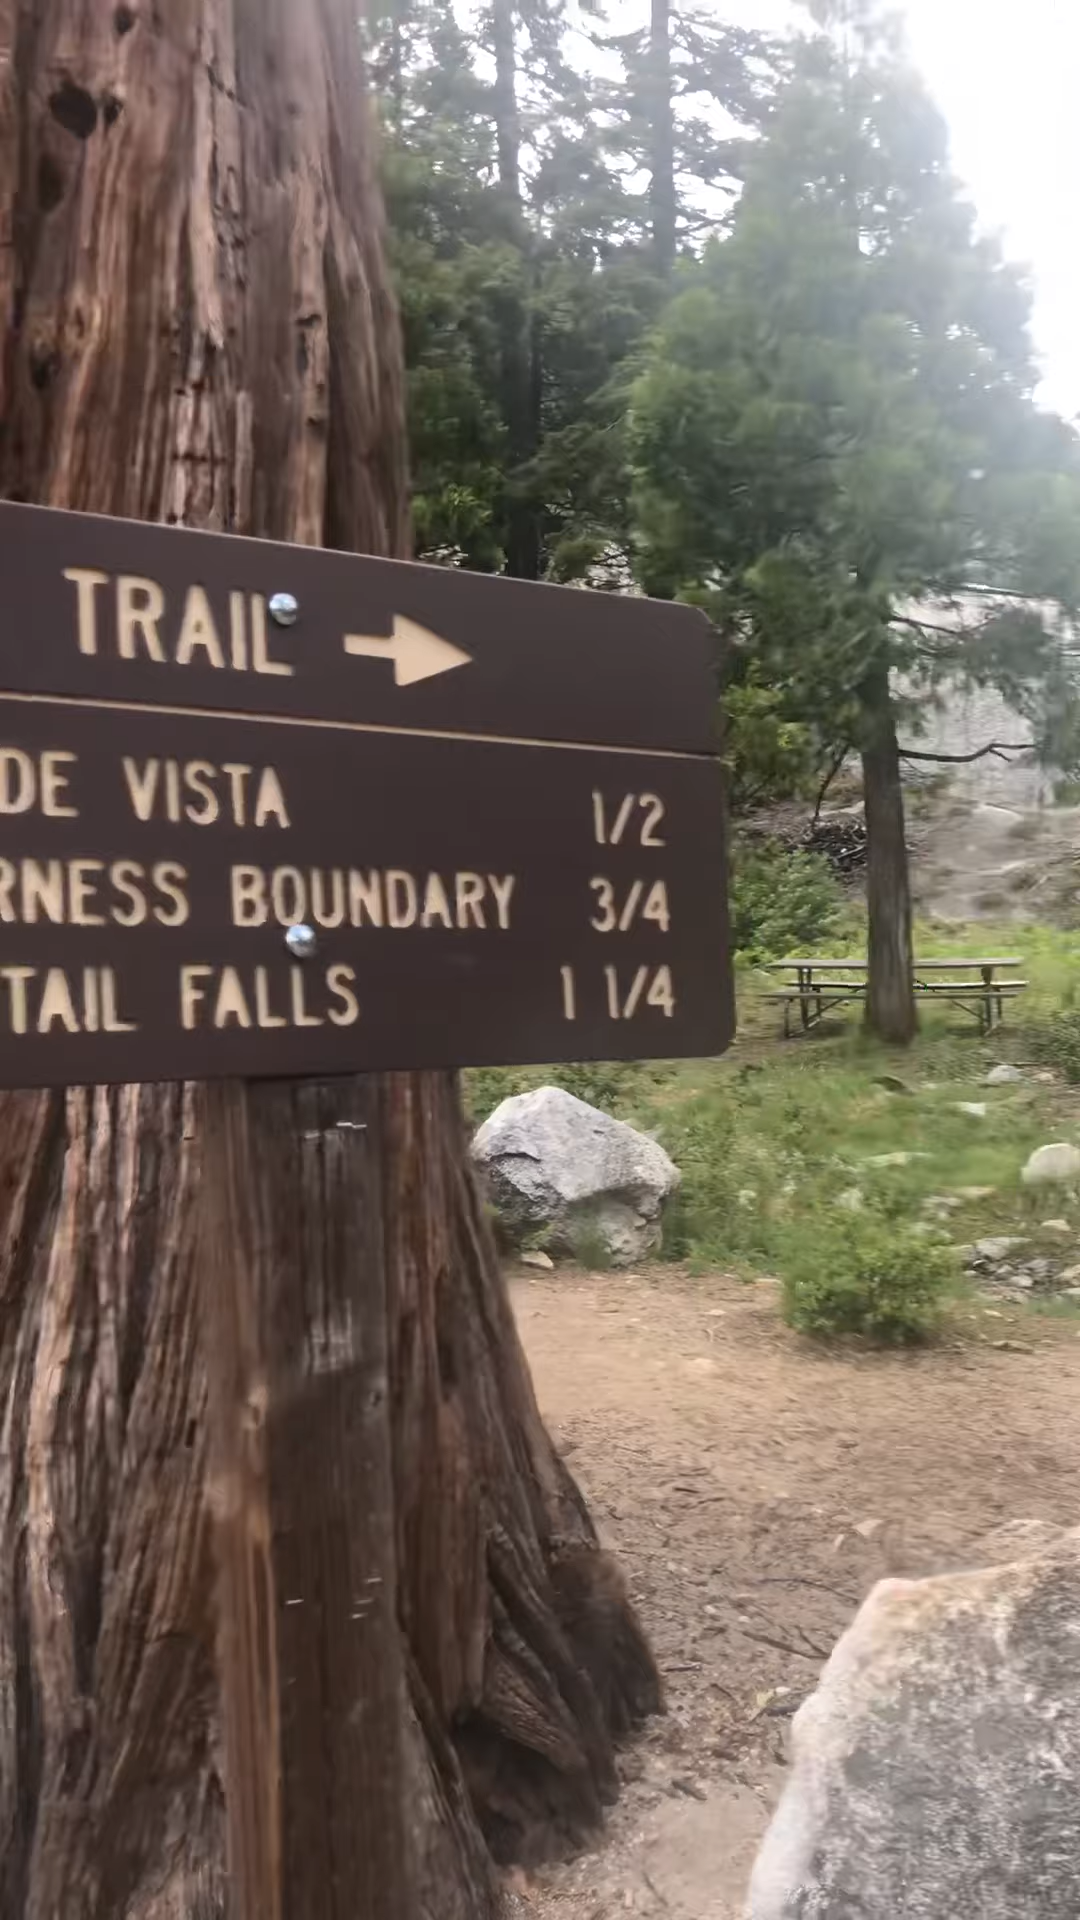 TRAIL →
DE VISTA 1/2
RNESS BOUNDARY 3/4
TAIL FALLS 1 1/4